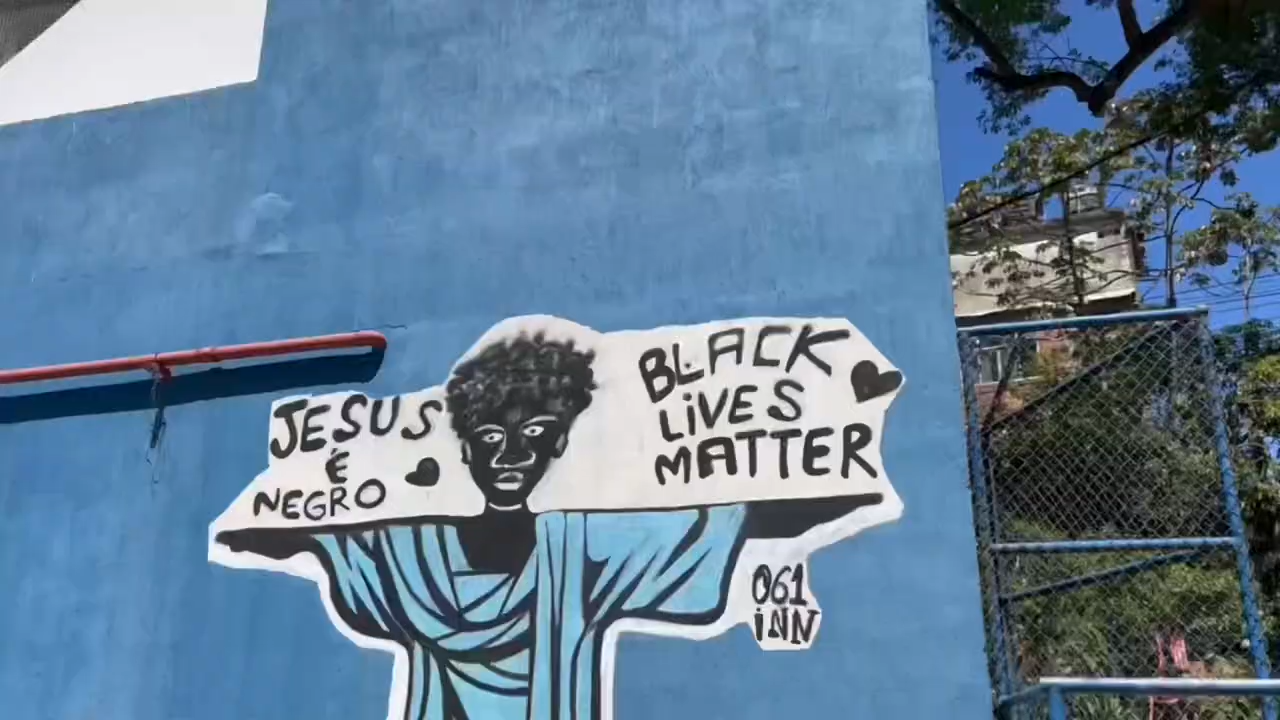 JESUS
É
NEGRO
BLACK
LiVES
MATTER
061
iNN